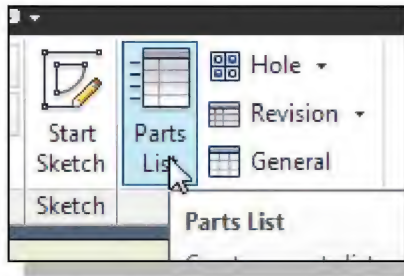 Start
Sketch
Parts
List
Hole
Revision
General
Sketch
Parts List